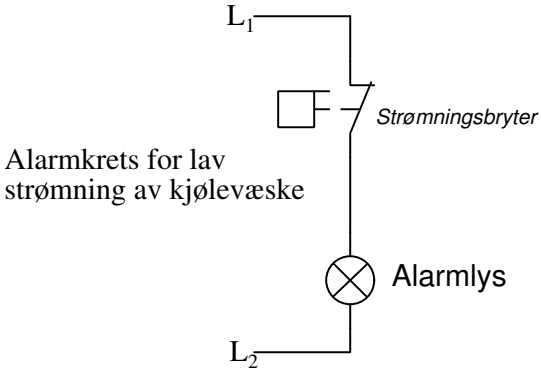 L1
Strømningsbryter
Alarmkrets for lav
strømning av kjølevæske
Alarmlys
L2